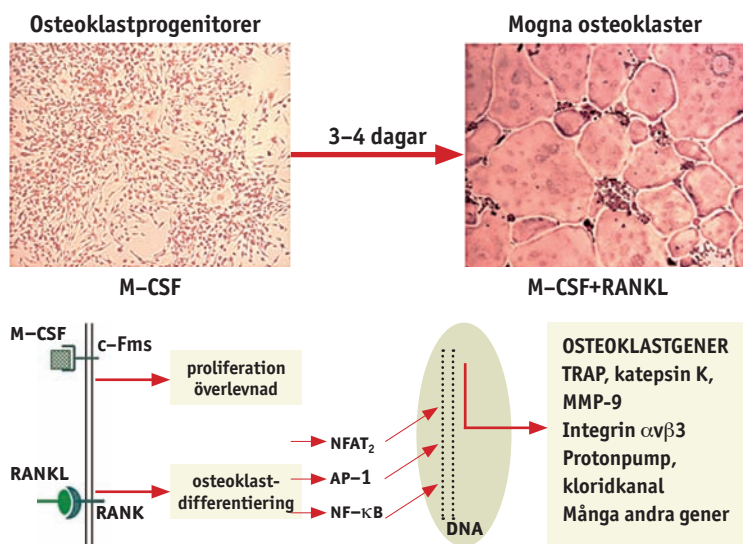 Osteoklastprogenitorer
Mogna osteoklaster
3–4 dagar
M–CSF
M–CSF+RANKL
M–CSF
c–Fms
proliferation
överlevnad
RANKL
RANK
osteoklast-
differentiering
NFAT₂
AP–1
NF–κB
DNA
OSTEOKLASTGENER
TRAP, katepsin K,
MMP-9
Integrin αvβ3
Protonpump,
kloridkanal
Många andra gener